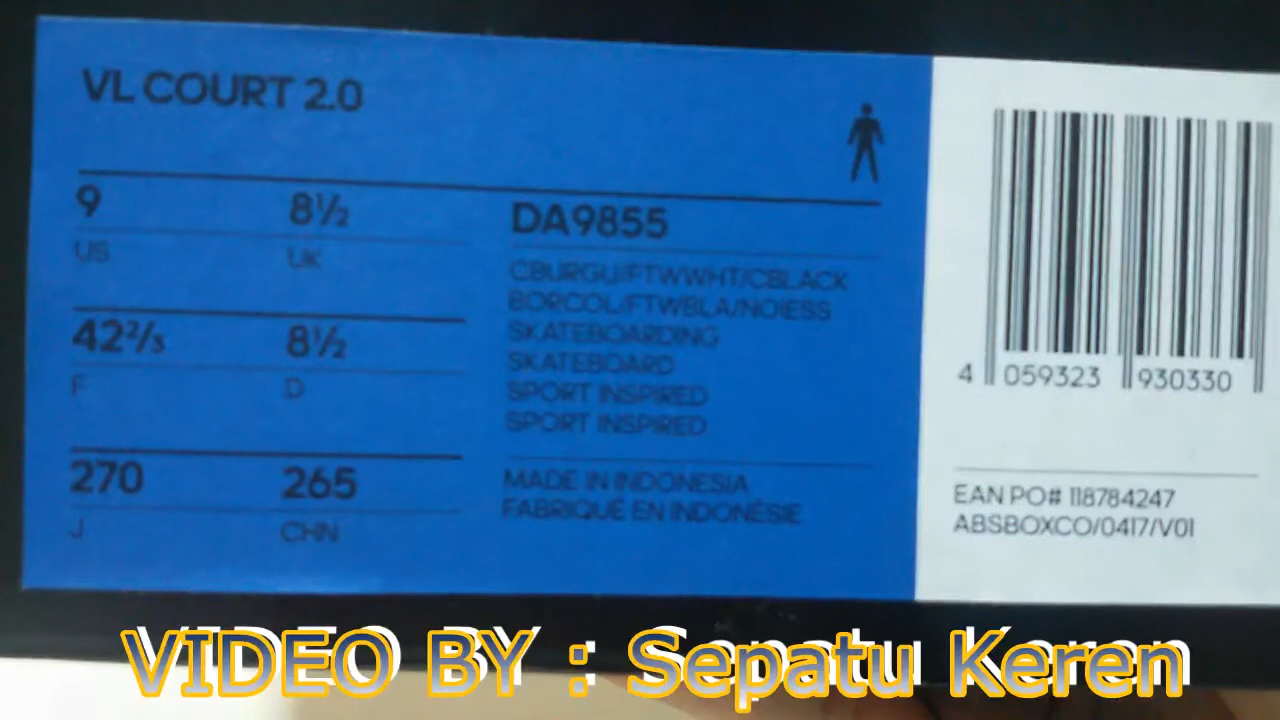 VL COURT 2.0
9
US
8½
UK
42⅔
F
8½
D
270
J
265
CHN
DA9855
CBURGU/FTWWHT/CBLACK
BORCOL/FTWBLA/NOIESS
SKATEBOARDING
SKATEBOARD
SPORT INSPIRED
SPORT INSPIRED
MADE IN INDONESIA
FABRIQUÉ EN INDONÉSIE
4 059323 930330
EAN PO# 118784247
ABSBOXCO/0417/V01
VIDEO BY : Sepatu Keren